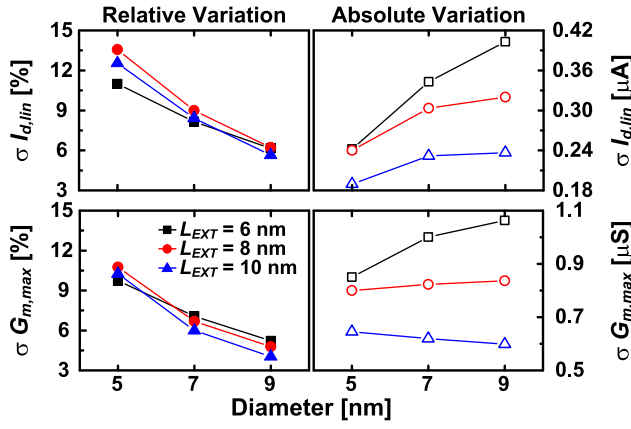 Relative Variation
Absolute Variation
σ I_d,lin [%]
15
12
9
6
3
0.42
0.36
0.30
0.24
0.18
σ I_d,lin [μA]
σ G_m,max [%]
15
12
9
6
3
L_EXT = 6 nm
L_EXT = 8 nm
L_EXT = 10 nm
1.1
0.9
0.7
0.5
σ G_m,max [μS]
5 7 9
5 7 9
Diameter [nm]